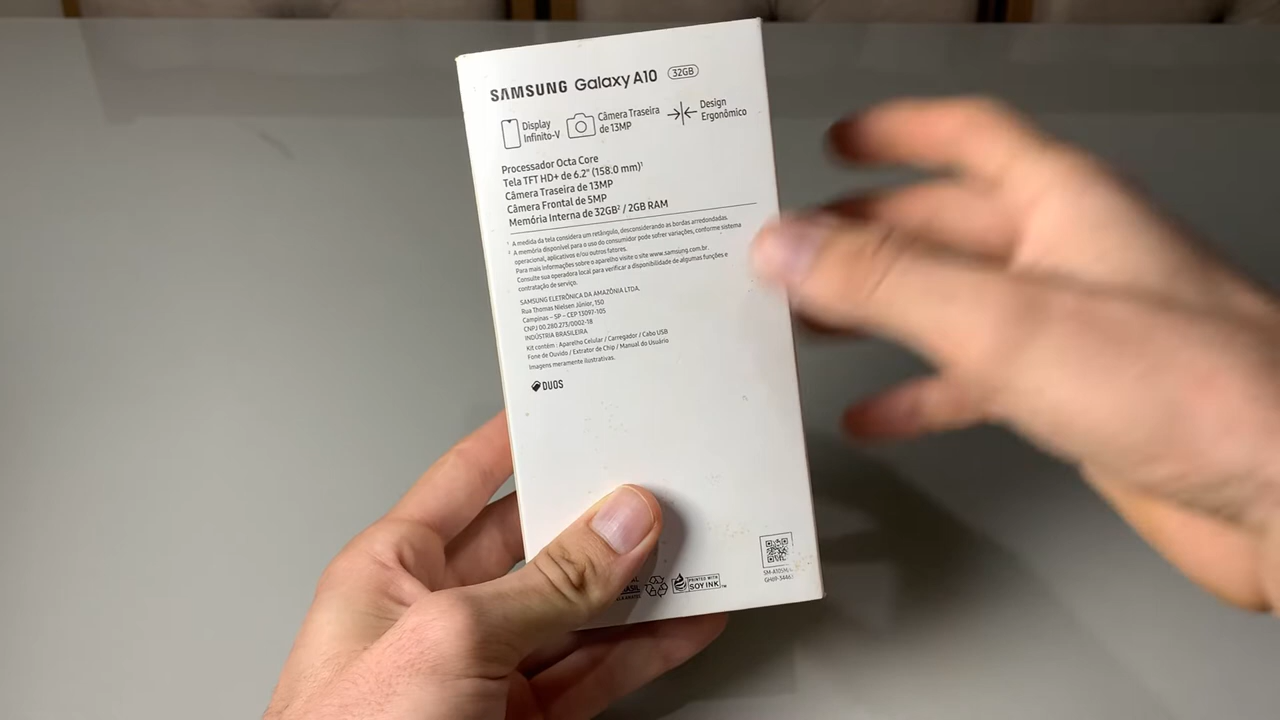 SAMSUNG Galaxy A10 32GB
Display Infinito-V
Câmera Traseira de 13MP
Design Ergonômico
Processador Octa Core
Tela TFT HD+ de 6.2" (158.0 mm)¹
Câmera Traseira de 13MP
Câmera Frontal de 5MP
Memória Interna de 32GB² / 2GB RAM
¹ A medida da tela considera um retângulo, desconsiderando as bordas arredondadas.
² A memória disponível para o uso do consumidor pode sofrer variações, conforme sistema
operacional, aplicativos e/ou outros fatores.
Para mais informações sobre o aparelho visite o site www.samsung.com.br
Consulte sua operadora local para verificar a disponibilidade de algumas funções e
contratação de serviço.
SAMSUNG ELETRÔNICA DA AMAZÔNIA LTDA.
Rua Thomas Nielsen Júnior, 150
Campinas – SP – CEP 13097-105
CNPJ 00.280.273/0002-18
INDÚSTRIA BRASILEIRA
Kit contém : Aparelho Celular / Carregador / Cabo USB
Fone de Ouvido / Extrator de Chip / Manual do Usuário
Imagens meramente ilustrativas.
DUOS
PRINTED WITH
SOY INK™